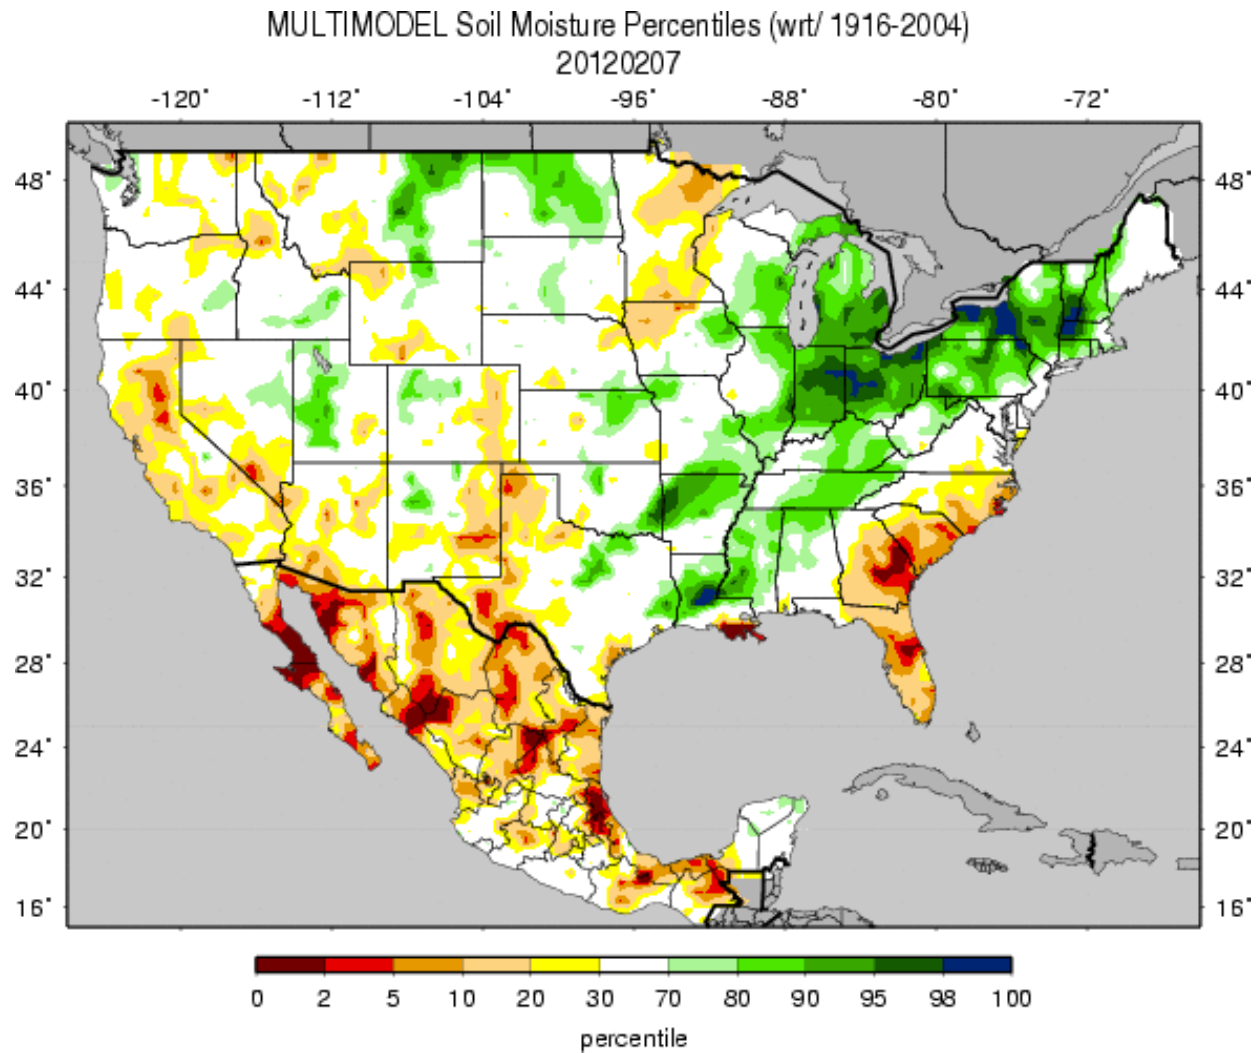 MULTIMODEL Soil Moisture Percentiles (wrt/ 1916-2004)
20120207
-120° -112° -104° -96° -88° -80° -72°
48° 48°
44° 44°
40° 40°
36° 36°
32° 32°
28° 28°
24° 24°
20° 20°
16° 16°
0 2 5 10 20 30 70 80 90 95 98 100
percentile